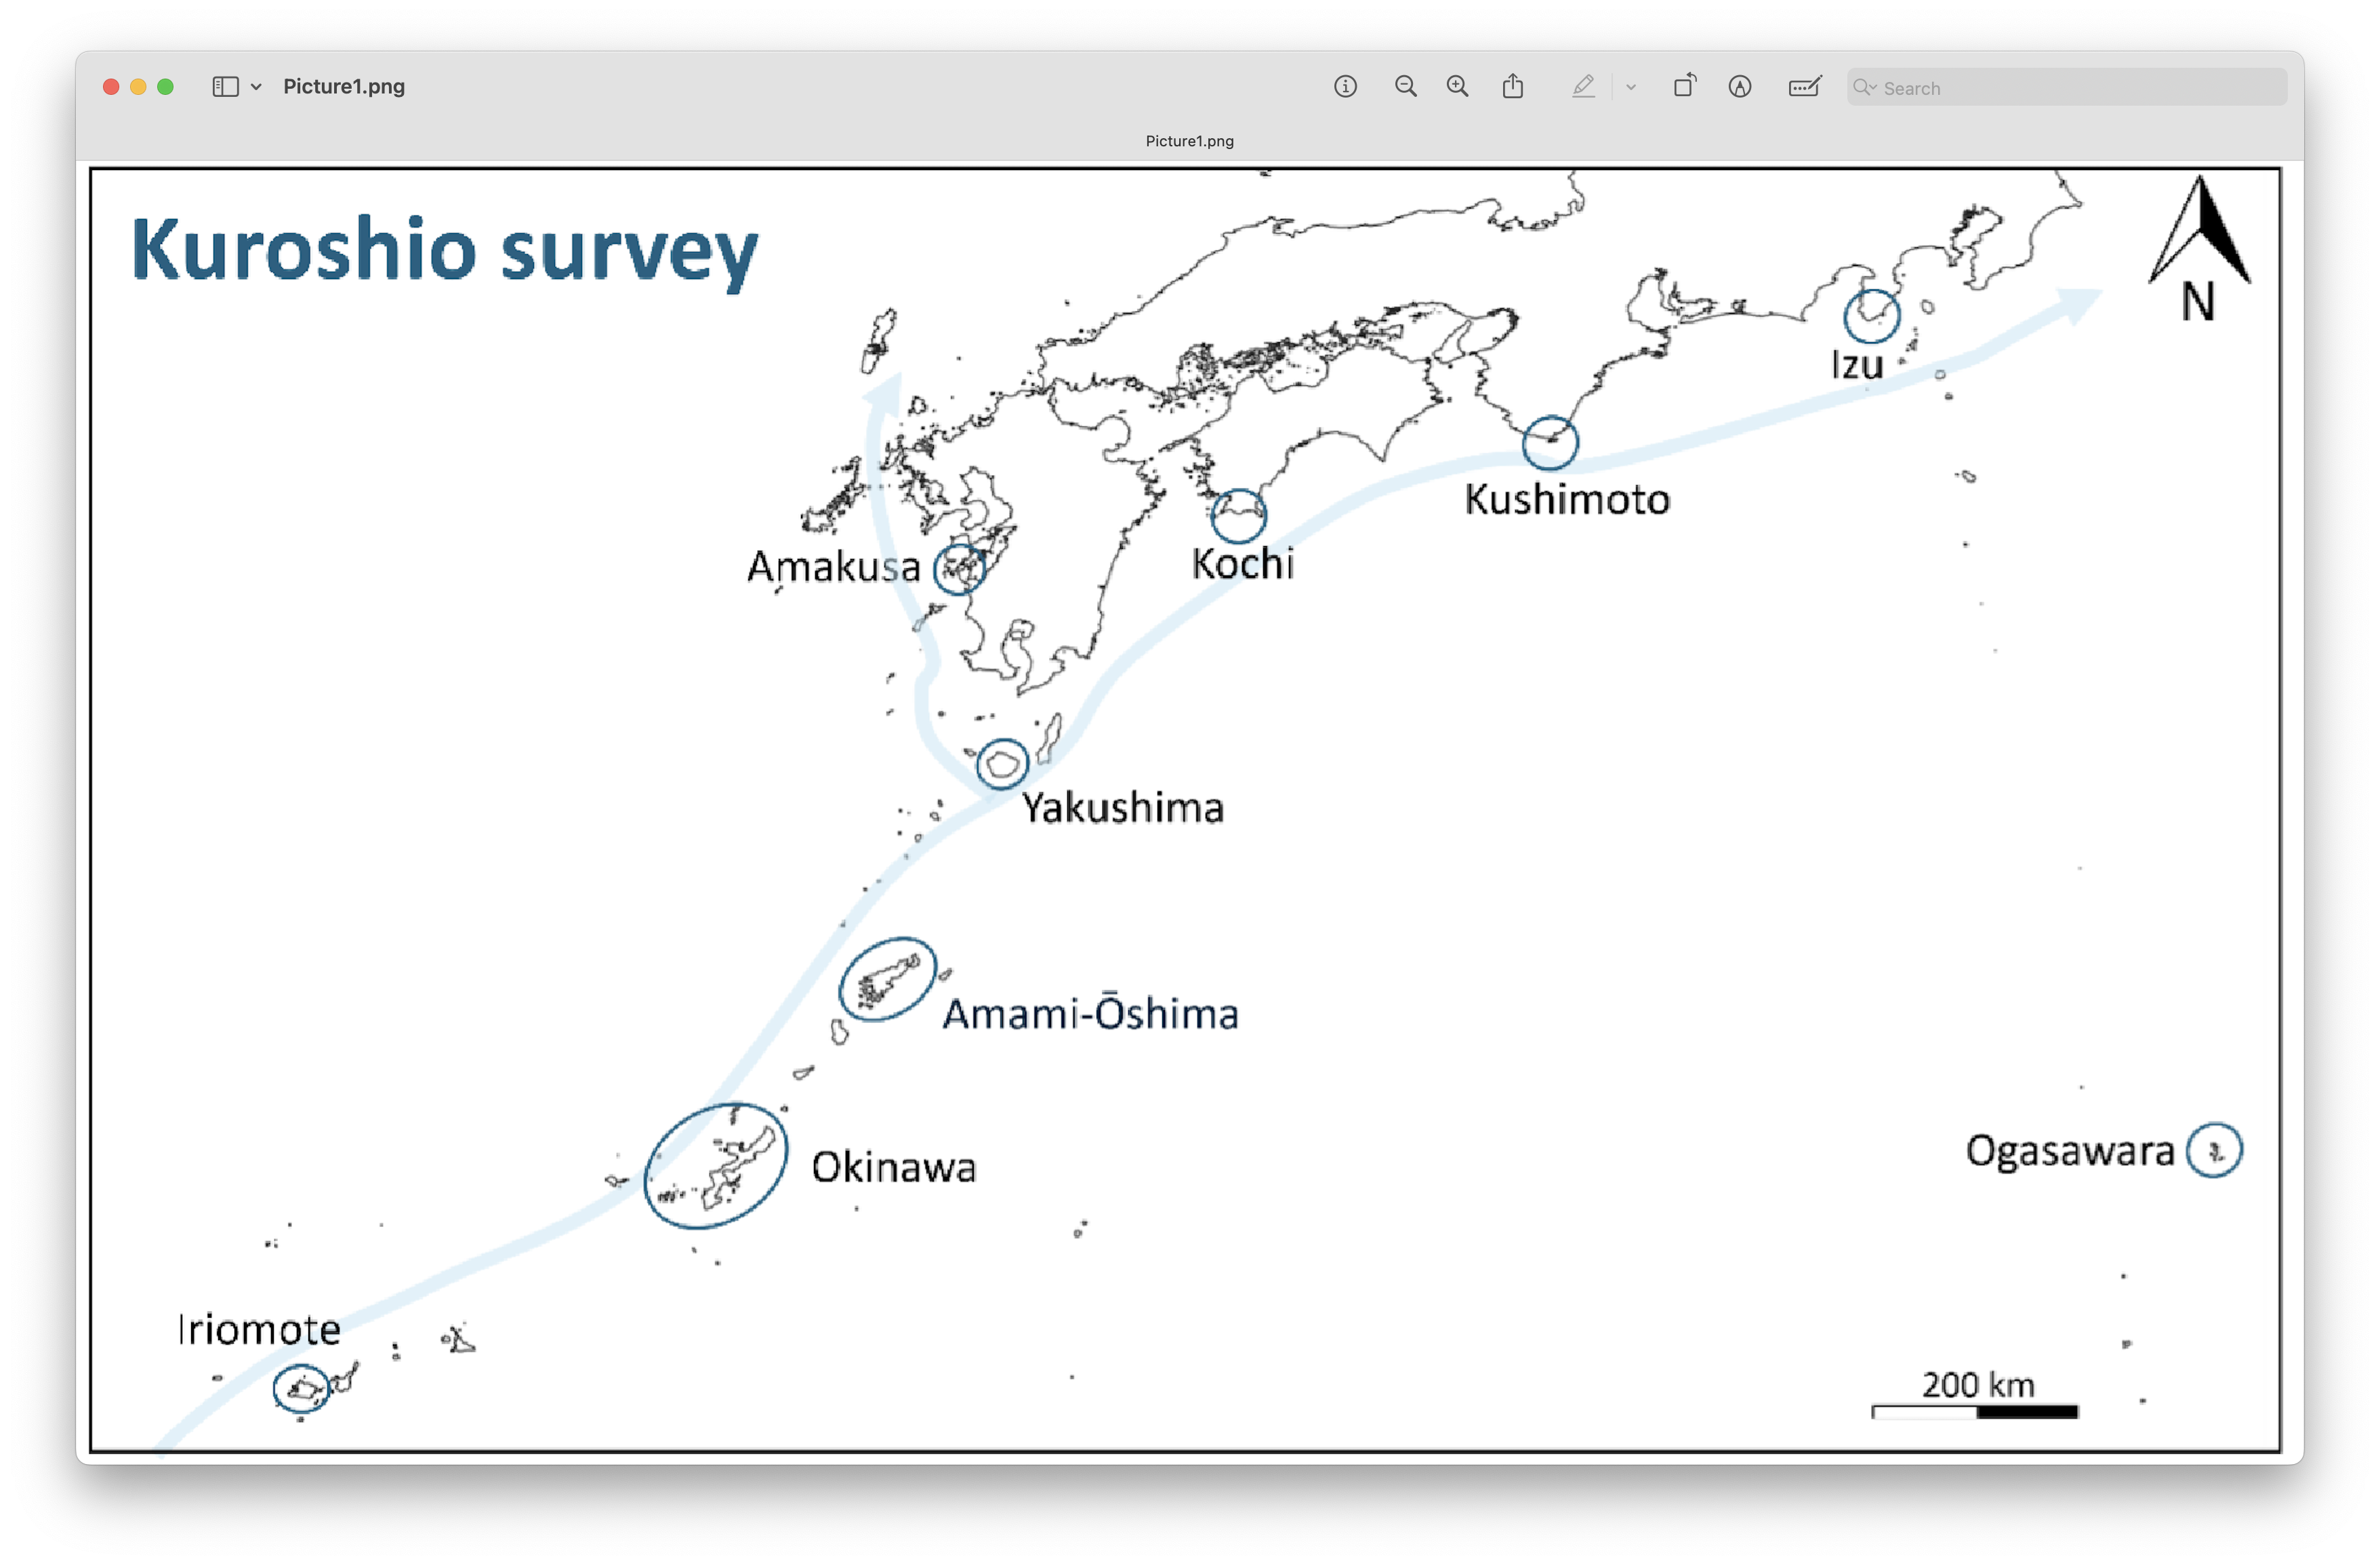 Picture1.png
Search
Picture1.png
Kuroshio survey
N
Izu
Kushimoto
Kochi
Amakusa
Yakushima
Amami-Ōshima
Okinawa
Ogasawara
Iriomote
200 km